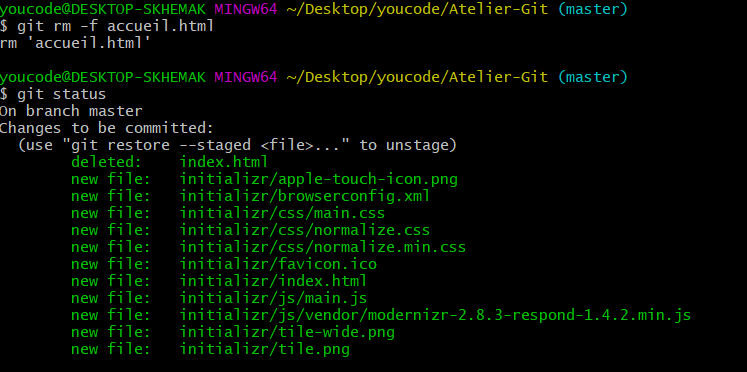 youcode@DESKTOP-SKHEMAK MINGW64 ~/Desktop/youcode/Atelier-Git (master)
$ git rm -f accueil.html
rm 'accueil.html'
youcode@DESKTOP-SKHEMAK MINGW64 ~/Desktop/youcode/Atelier-Git (master)
$ git status
On branch master
Changes to be committed:
  (use "git restore --staged <file>..." to unstage)
        deleted:    index.html
        new file:   initializr/apple-touch-icon.png
        new file:   initializr/browserconfig.xml
        new file:   initializr/css/main.css
        new file:   initializr/css/normalize.css
        new file:   initializr/css/normalize.min.css
        new file:   initializr/favicon.ico
        new file:   initializr/index.html
        new file:   initializr/js/main.js
        new file:   initializr/js/vendor/modernizr-2.8.3-respond-1.4.2.min.js
        new file:   initializr/tile-wide.png
        new file:   initializr/tile.png